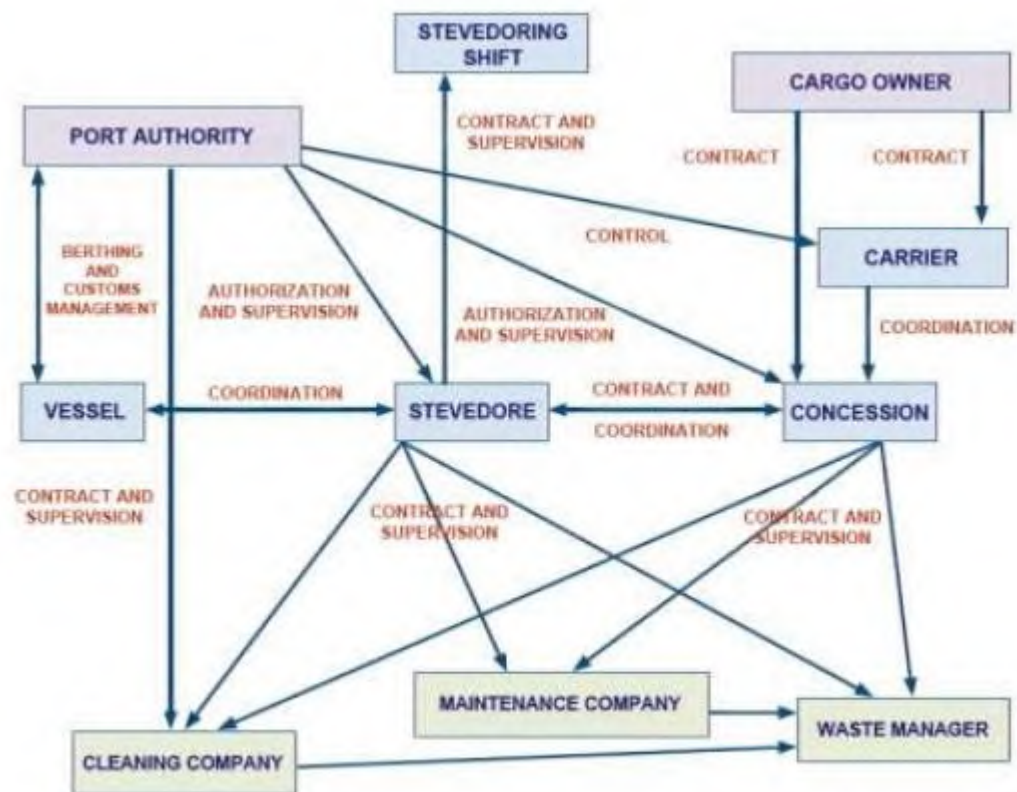 STEVEDORING
SHIFT
CARGO OWNER
PORT AUTHORITY
CONTRACT AND
SUPERVISION
CONTRACT
CONTRACT
CONTROL
CARRIER
BERTHING
AND
CUSTOMS
MANAGEMENT
AUTHORIZATION
AND SUPERVISION
AUTHORIZATION
AND SUPERVISION
COORDINATION
VESSEL
COORDINATION
STEVEDORE
CONTRACT AND
COORDINATION
CONCESSION
CONTRACT AND
SUPERVISION
CONTRACT AND
SUPERVISION
CONTRACT AND
SUPERVISION
MAINTENANCE COMPANY
WASTE MANAGER
CLEANING COMPANY